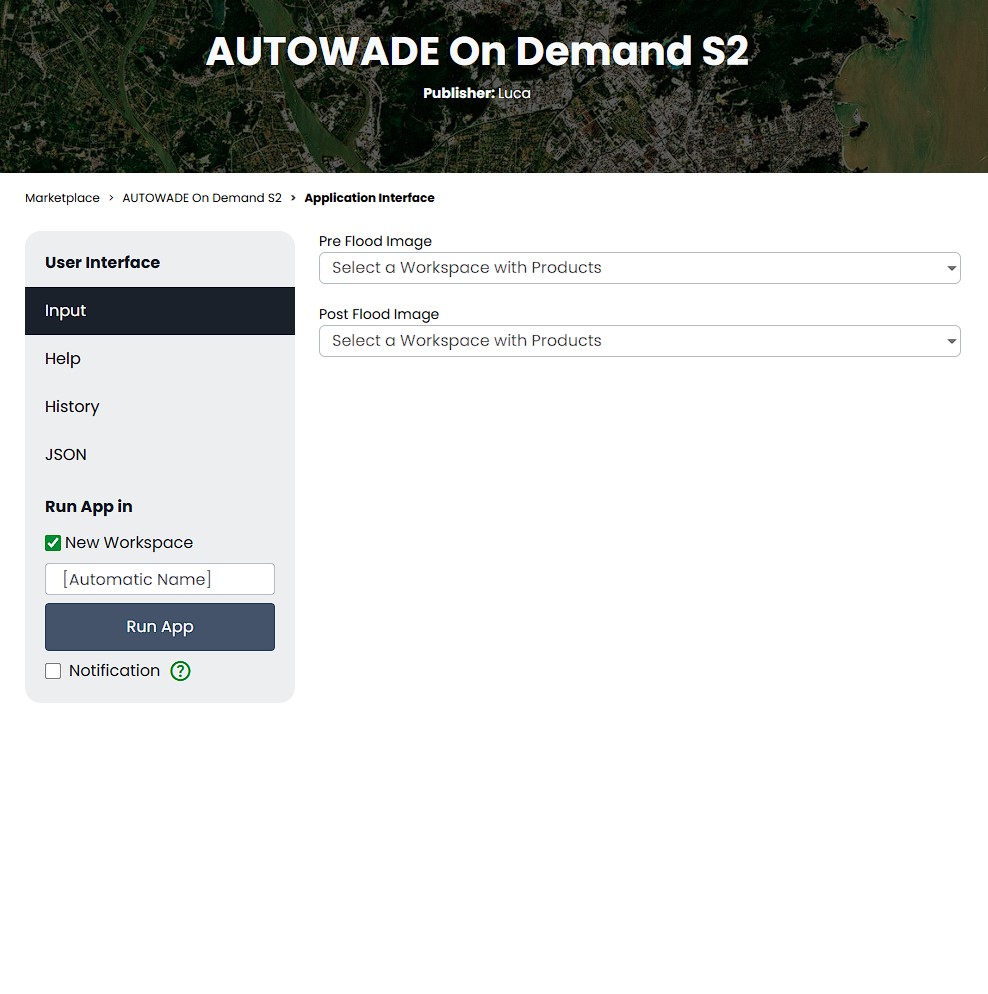 AUTOWADE On Demand S2
Publisher: Luca
Marketplace > AUTOWADE On Demand S2 > Application Interface
User Interface
Input
Help
History
JSON
Run App in
New Workspace
[Automatic Name]
Run App
Notification ?
Pre Flood Image
Select a Workspace with Products
Post Flood Image
Select a Workspace with Products